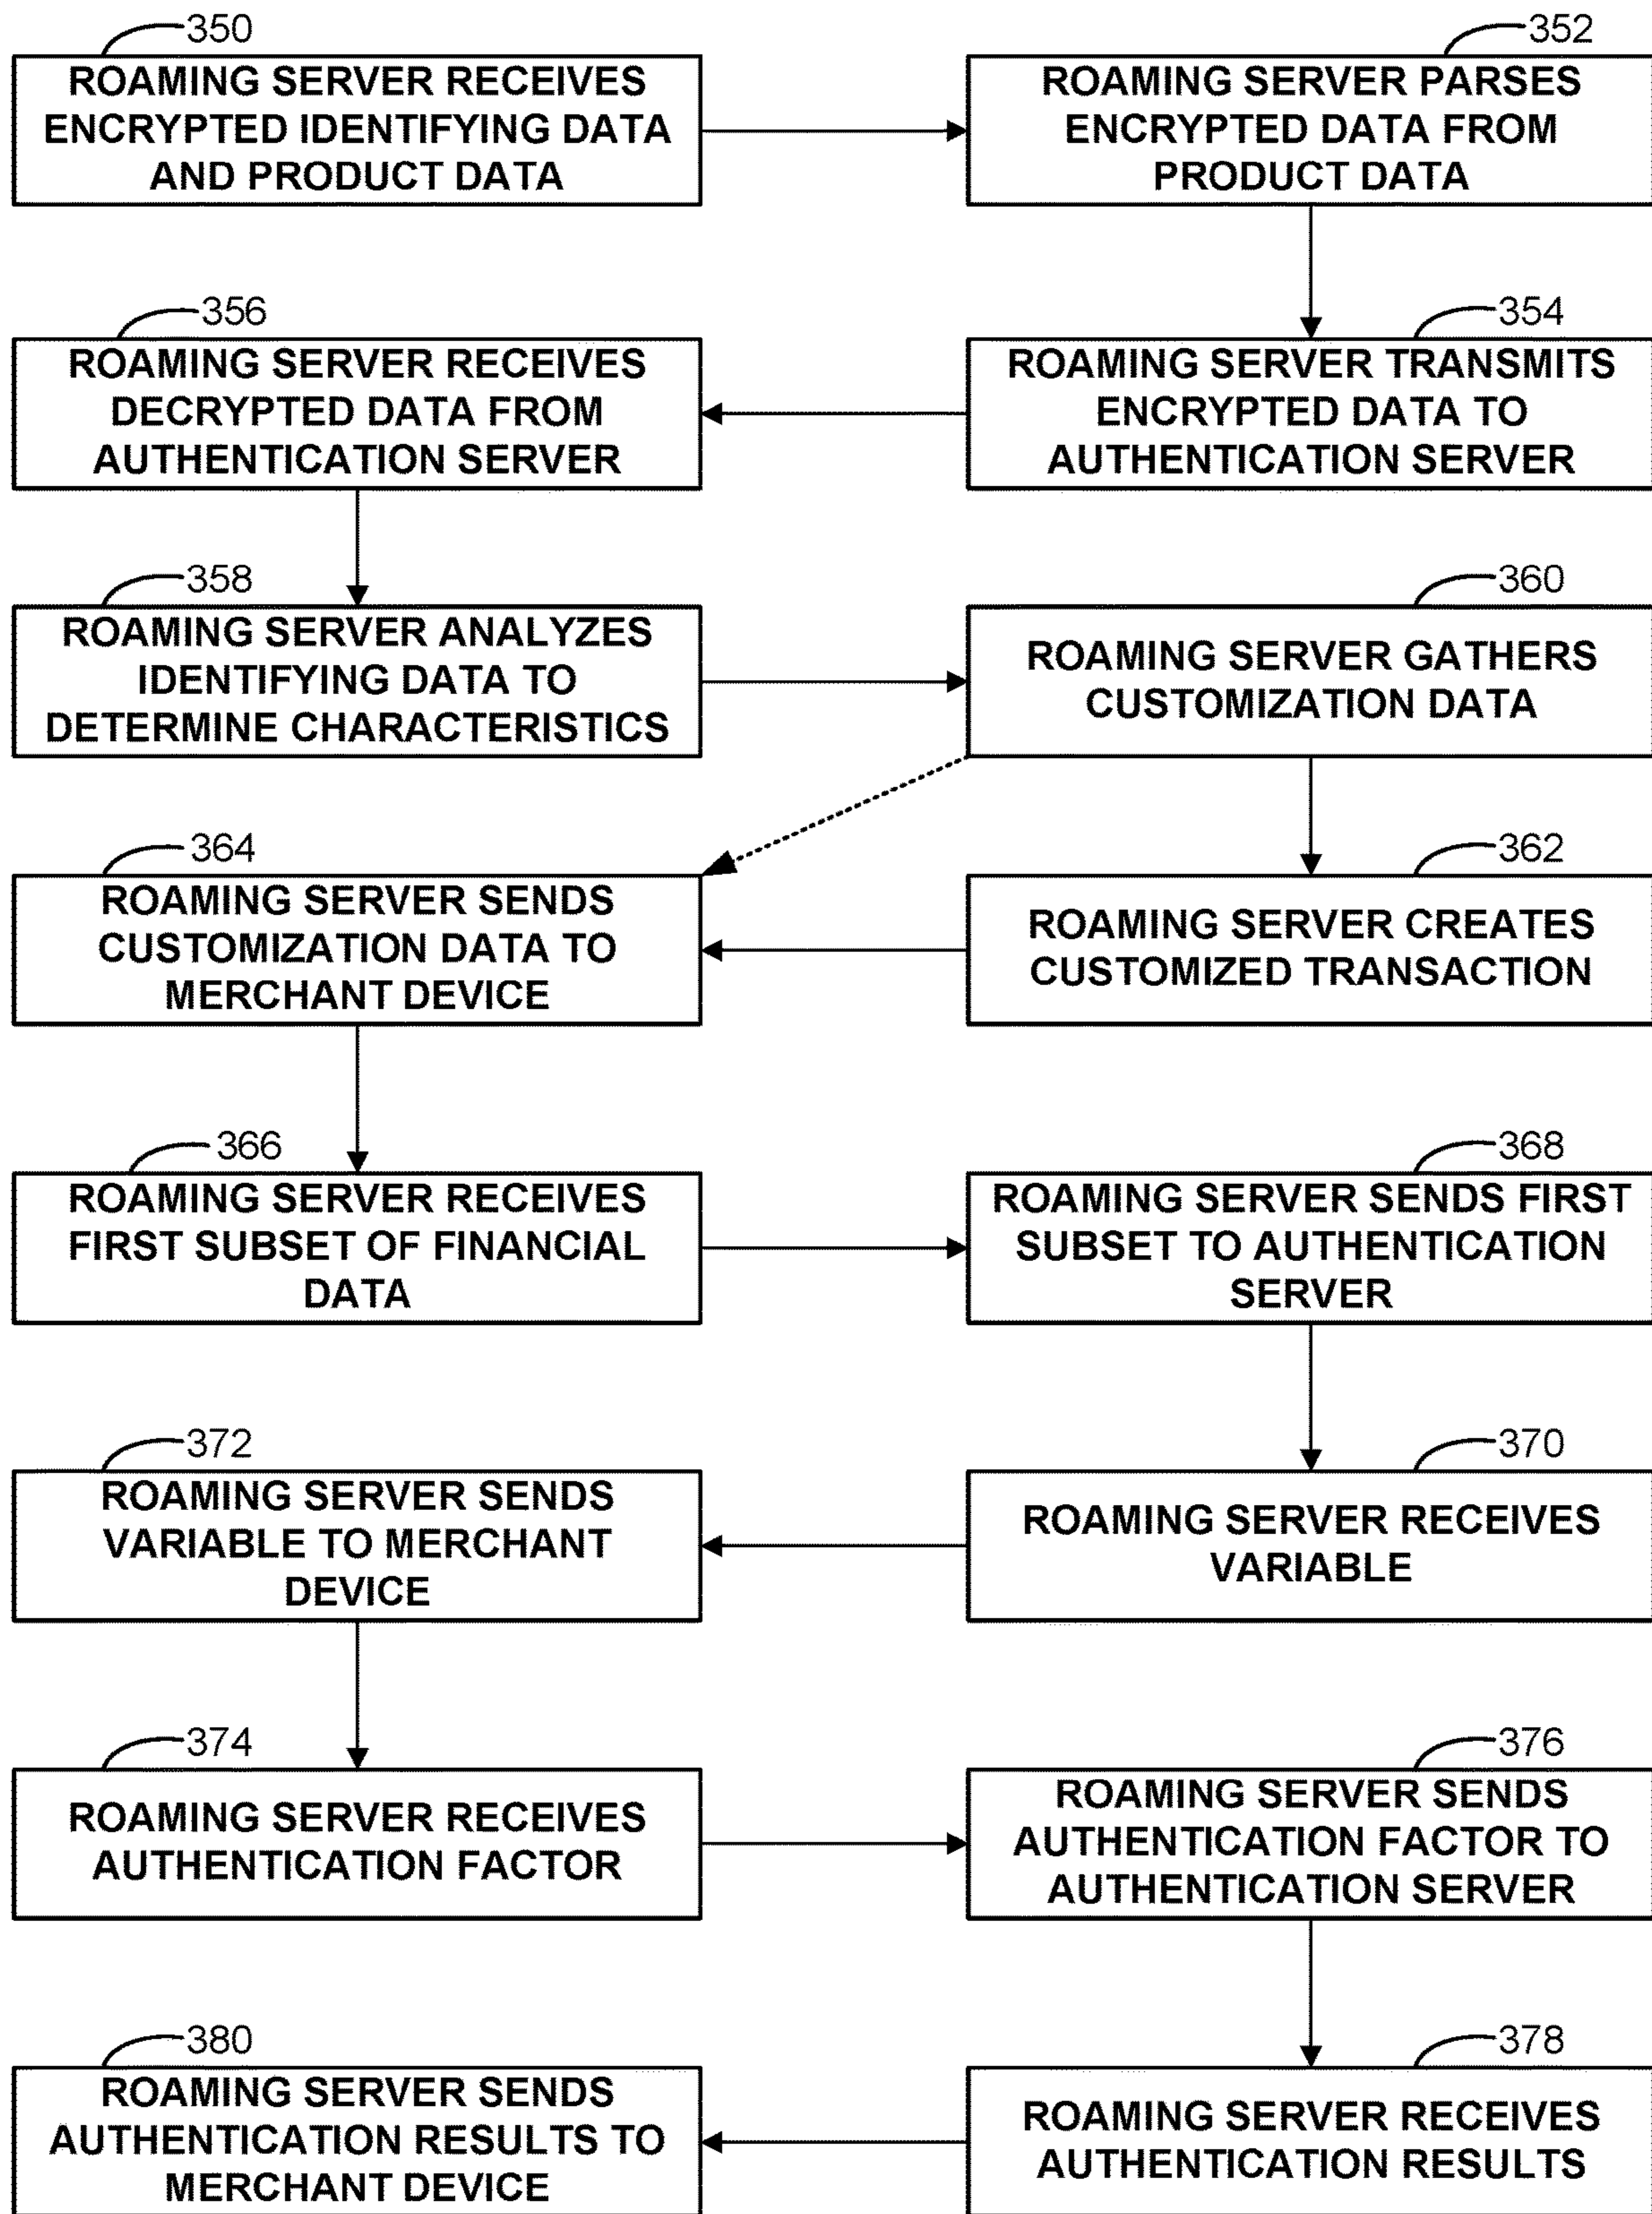 350
ROAMING SERVER RECEIVES
ENCRYPTED IDENTIFYING DATA
AND PRODUCT DATA
352
ROAMING SERVER PARSES
ENCRYPTED DATA FROM
PRODUCT DATA
354
ROAMING SERVER TRANSMITS
ENCRYPTED DATA TO
AUTHENTICATION SERVER
356
ROAMING SERVER RECEIVES
DECRYPTED DATA FROM
AUTHENTICATION SERVER
358
ROAMING SERVER ANALYZES
IDENTIFYING DATA TO
DETERMINE CHARACTERISTICS
360
ROAMING SERVER GATHERS
CUSTOMIZATION DATA
362
ROAMING SERVER CREATES
CUSTOMIZED TRANSACTION
364
ROAMING SERVER SENDS
CUSTOMIZATION DATA TO
MERCHANT DEVICE
366
ROAMING SERVER RECEIVES
FIRST SUBSET OF FINANCIAL
DATA
368
ROAMING SERVER SENDS FIRST
SUBSET TO AUTHENTICATION
SERVER
370
ROAMING SERVER RECEIVES
VARIABLE
372
ROAMING SERVER SENDS
VARIABLE TO MERCHANT
DEVICE
374
ROAMING SERVER RECEIVES
AUTHENTICATION FACTOR
376
ROAMING SERVER SENDS
AUTHENTICATION FACTOR TO
AUTHENTICATION SERVER
378
ROAMING SERVER RECEIVES
AUTHENTICATION RESULTS
380
ROAMING SERVER SENDS
AUTHENTICATION RESULTS TO
MERCHANT DEVICE